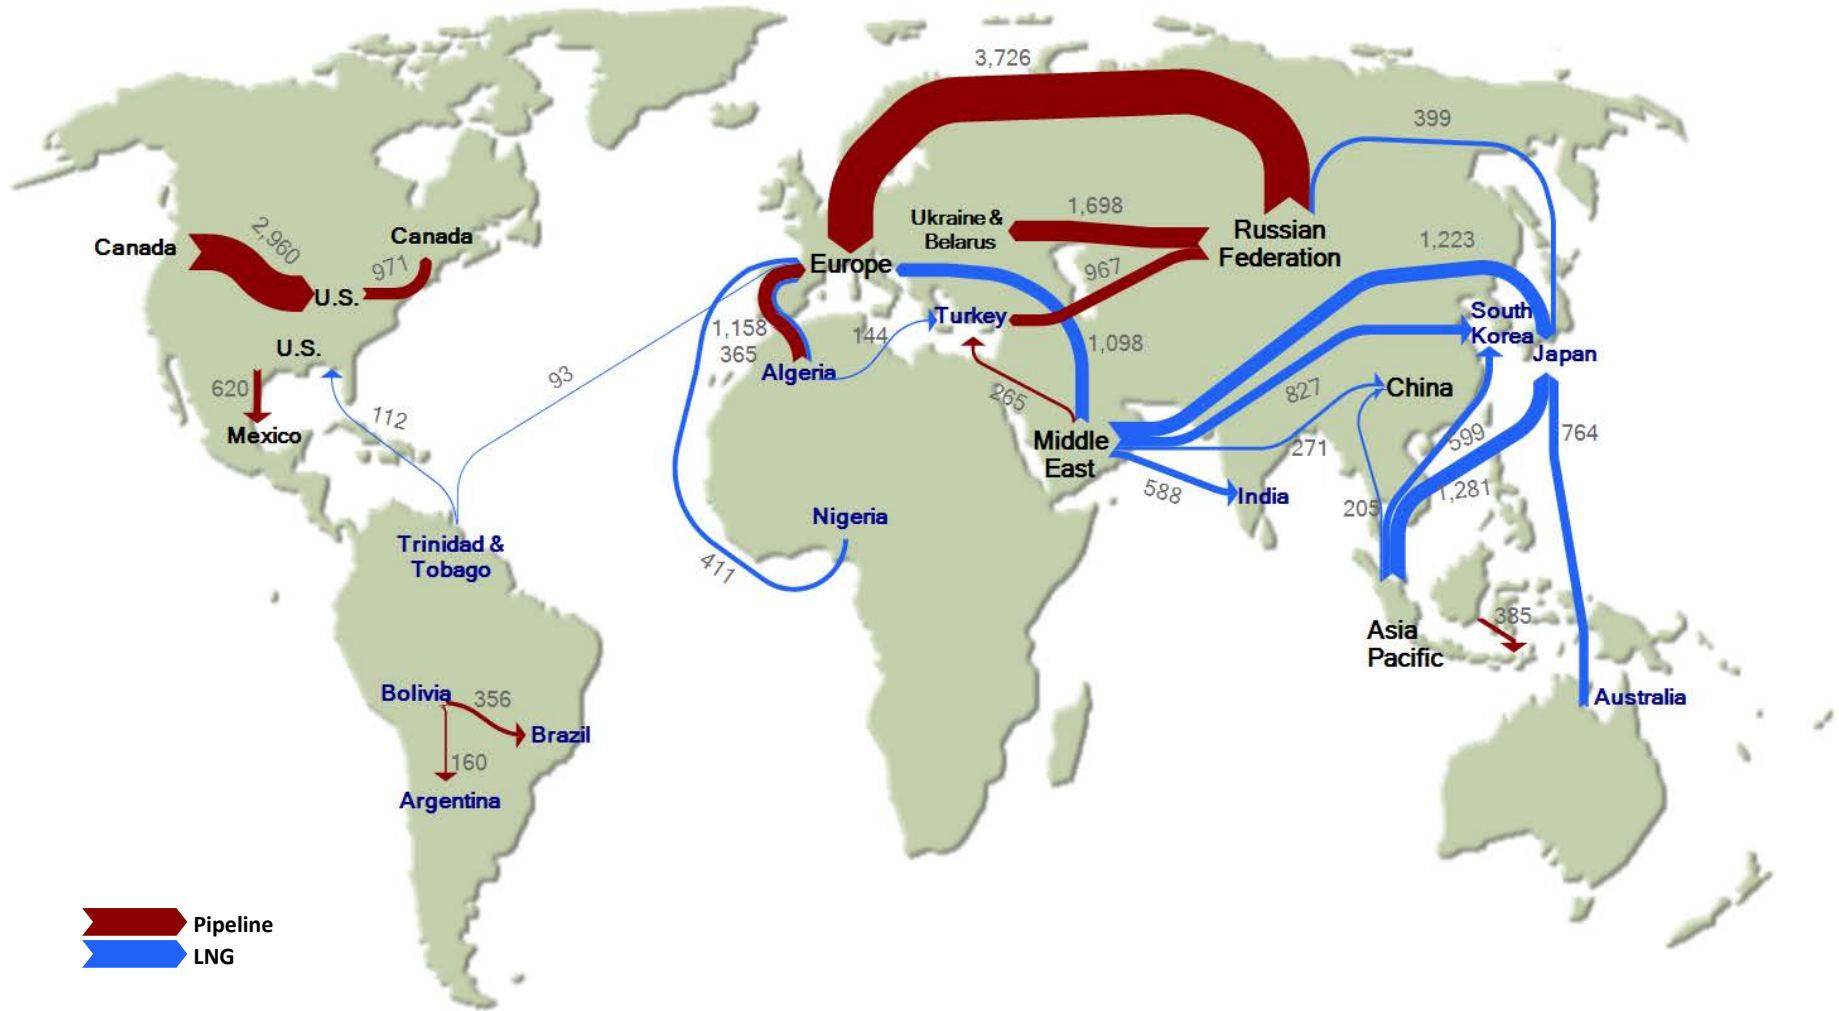 3,726
399
2,960
Canada
Canada
971
U.S.
Ukraine &
Belarus
1,698
Russian
Federation
1,223
Europe
967
Turkey
South
Korea
Japan
1,158
365
144
1,098
Algeria
U.S.
620
112
Mexico
93
265
827
China
Middle
East
271
599
764
588
India
1,281
205
Nigeria
411
Trinidad &
Tobago
385
Asia
Pacific
Bolivia
356
Brazil
160
Argentina
Australia
Pipeline
LNG